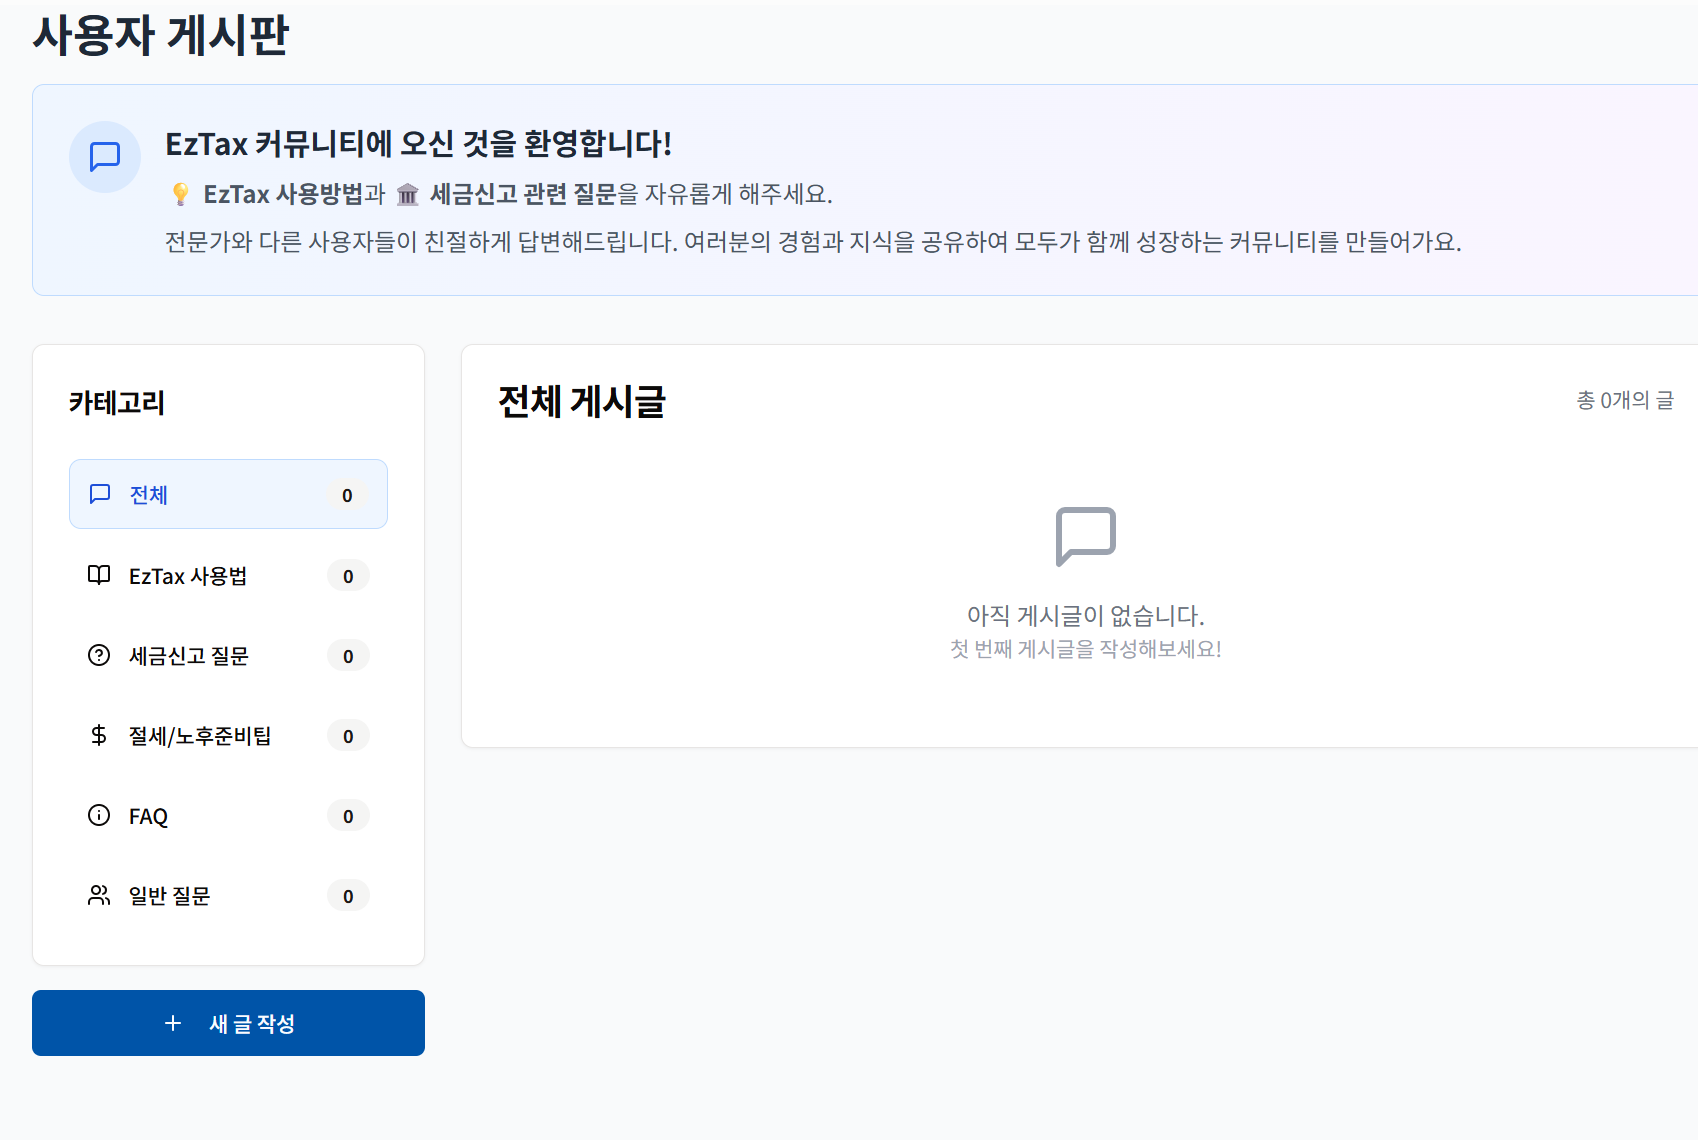 사용자 게시판
EzTax 커뮤니티에 오신 것을 환영합니다!
💡 EzTax 사용방법과 🏛️ 세금신고 관련 질문을 자유롭게 해주세요.
전문가와 다른 사용자들이 친절하게 답변해드립니다. 여러분의 경험과 지식을 공유하여 모두가 함께 성장하는 커뮤니티를 만들어가요.
카테고리
전체 0
EzTax 사용법 0
세금신고 질문 0
절세/노후준비팁 0
FAQ 0
일반 질문 0
+ 새 글 작성
전체 게시글
총 0개의 글
아직 게시글이 없습니다.
첫 번째 게시글을 작성해보세요!